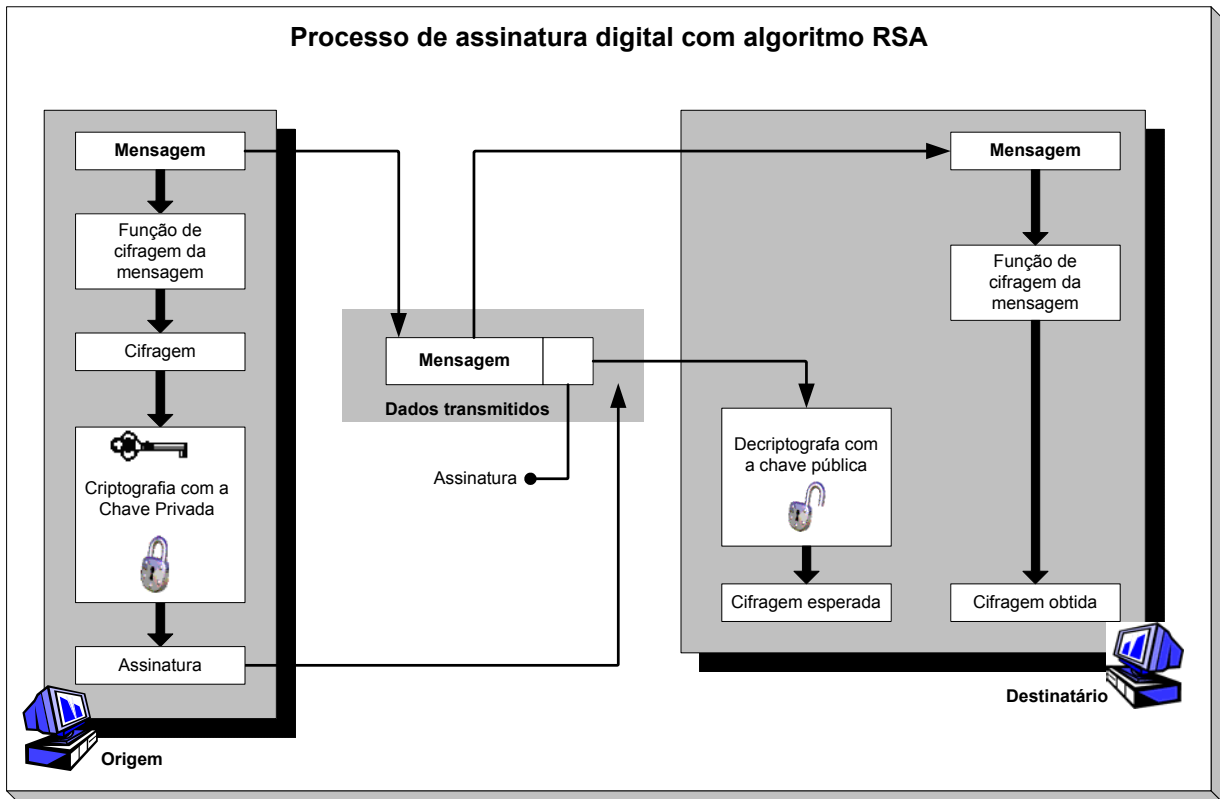 Processo de assinatura digital com algoritmo RSA
Mensagem
Função de
cifragem da
mensagem
Cifragem
Criptografia com a
Chave Privada
Assinatura
Origem
Mensagem
Dados transmitidos
Assinatura
Decriptografa com
a chave pública
Cifragem esperada
Mensagem
Função de
cifragem da
mensagem
Cifragem obtida
Destinatário